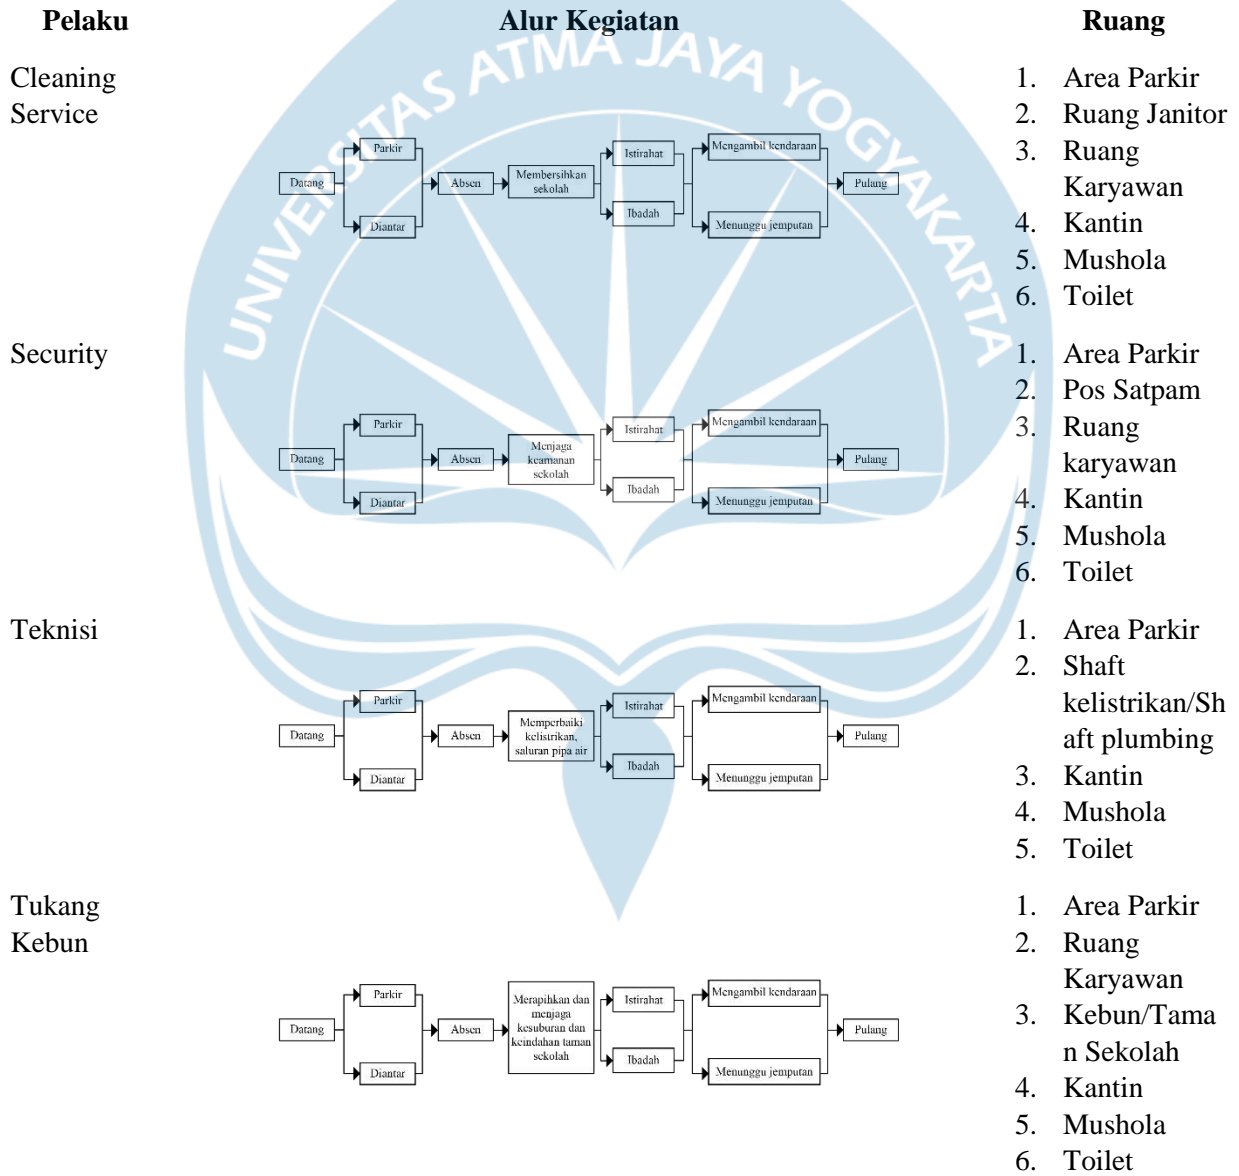 Pelaku Alur Kegiatan Ruang
UNIVERSITAS ATMA JAYA YOGYAKARTA
Cleaning
Service
Parkir
Datang
Diantar
Absen
Membersihkan
sekolah
Istirahat
Ibadah
Mengambil kendaraan
Menunggu jemputan
Pulang
1. Area Parkir
2. Ruang Janitor
3. Ruang
Karyawan
4. Kantin
5. Mushola
6. Toilet
Security
Parkir
Datang
Diantar
Absen
Menjaga
keamanan
sekolah
Istirahat
Ibadah
Mengambil kendaraan
Menunggu jemputan
Pulang
1. Area Parkir
2. Pos Satpam
3. Ruang
karyawan
4. Kantin
5. Mushola
6. Toilet
Teknisi
Parkir
Datang
Diantar
Absen
Memperbaiki
kelistrikan,
saluran pipa air
Istirahat
Ibadah
Mengambil kendaraan
Menunggu jemputan
Pulang
1. Area Parkir
2. Shaft
kelistrikan/Sh
aft plumbing
3. Kantin
4. Mushola
5. Toilet
Tukang
Kebun
Parkir
Datang
Diantar
Absen
Merapihkan dan
menjaga
kesuburan dan
keindahan taman
sekolah
Istirahat
Ibadah
Mengambil kendaraan
Menunggu jemputan
Pulang
1. Area Parkir
2. Ruang
Karyawan
3. Kebun/Tama
n Sekolah
4. Kantin
5. Mushola
6. Toilet